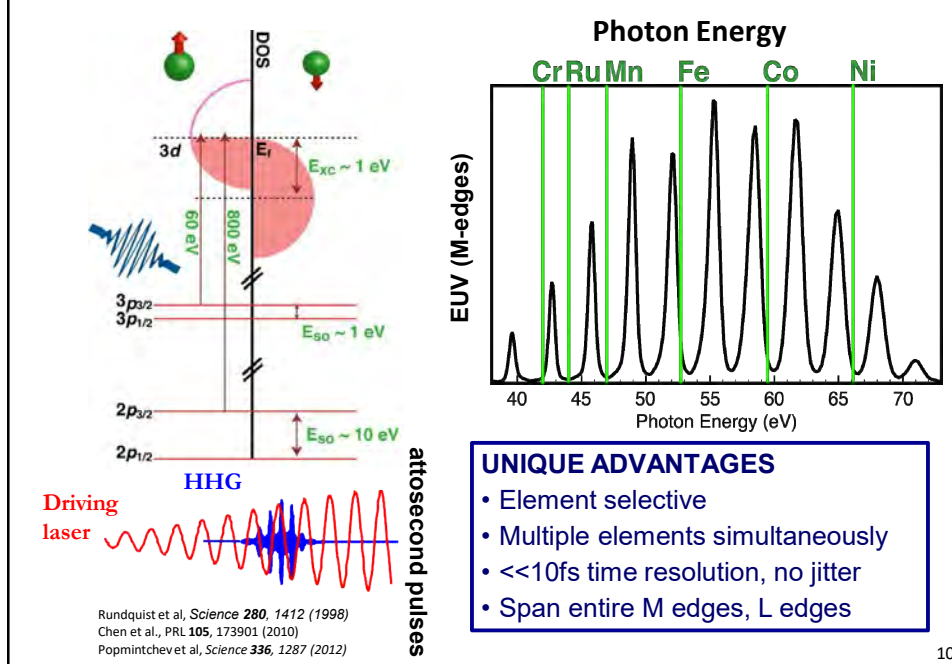 DOS
3d
Ef
EXC ~ 1 eV
60 eV
800 eV
3p3/2
3p1/2
ESO ~ 1 eV
2p3/2
ESO ~ 10 eV
2p1/2
HHG
Driving
laser
attosecond pulses
Rundquist et al, Science 280, 1412 (1998)
Chen et al., PRL 105, 173901 (2010)
Popmintchev et al, Science 336, 1287 (2012)
Photon Energy
Cr Ru Mn Fe Co Ni
EUV (M-edges)
40 45 50 55 60 65 70
Photon Energy (eV)
UNIQUE ADVANTAGES
• Element selective
• Multiple elements simultaneously
• <<10fs time resolution, no jitter
• Span entire M edges, L edges
10